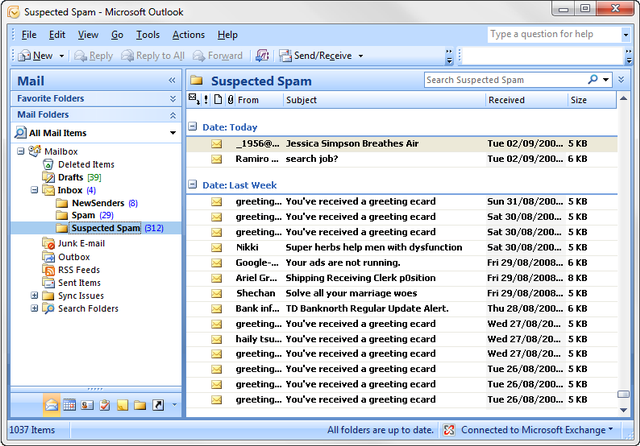 Suspected Spam - Microsoft Outlook
File Edit View Go Tools Actions Help Type a question for help
New Reply Reply to All Forward Send/Receive
Mail
Favorite Folders
Mail Folders
All Mail Items
Mailbox
Deleted Items
Drafts [39]
Inbox (4)
NewSenders (8)
Spam (29)
Suspected Spam (312)
Junk E-mail
Outbox
RSS Feeds
Sent Items
Sync Issues
Search Folders
Suspected Spam Search Suspected Spam
From Subject Received Size
Date: Today
_1956@... Jessica Simpson Breathes Air Tue 02/09/200... 5 KB
Ramiro ... search job? Tue 02/09/200... 6 KB
Date: Last Week
greeting... You've received a greeting ecard Sun 31/08/200... 5 KB
greeting... You've received a greeting ecard Sat 30/08/200... 5 KB
greeting... You've received a greeting ecard Sat 30/08/200... 5 KB
Nikki Super herbs help men with dysfunction Sat 30/08/200... 5 KB
Google-... Your ads are not running. Fri 29/08/2008... 8 KB
Ariel Gr... Shipping Receiving Clerk p0sition Fri 29/08/2008... 5 KB
Shechan Solve all your marriage woes Fri 29/08/2008... 5 KB
Bank inf... TD Banknorth Regular Update Alert. Thu 28/08/200... 6 KB
greeting... You've received a greeting ecard Wed 27/08/20... 5 KB
haily tsu... You've received a greeting ecard Wed 27/08/20... 5 KB
greeting... You've received a greeting ecard Wed 27/08/20... 5 KB
greeting... You've received a greeting ecard Tue 26/08/200... 5 KB
greeting... You've received a greeting ecard Tue 26/08/200... 5 KB
greeting... You've received a greeting ecard Tue 26/08/200... 5 KB
1037 Items All folders are up to date. Connected to Microsoft Exchange